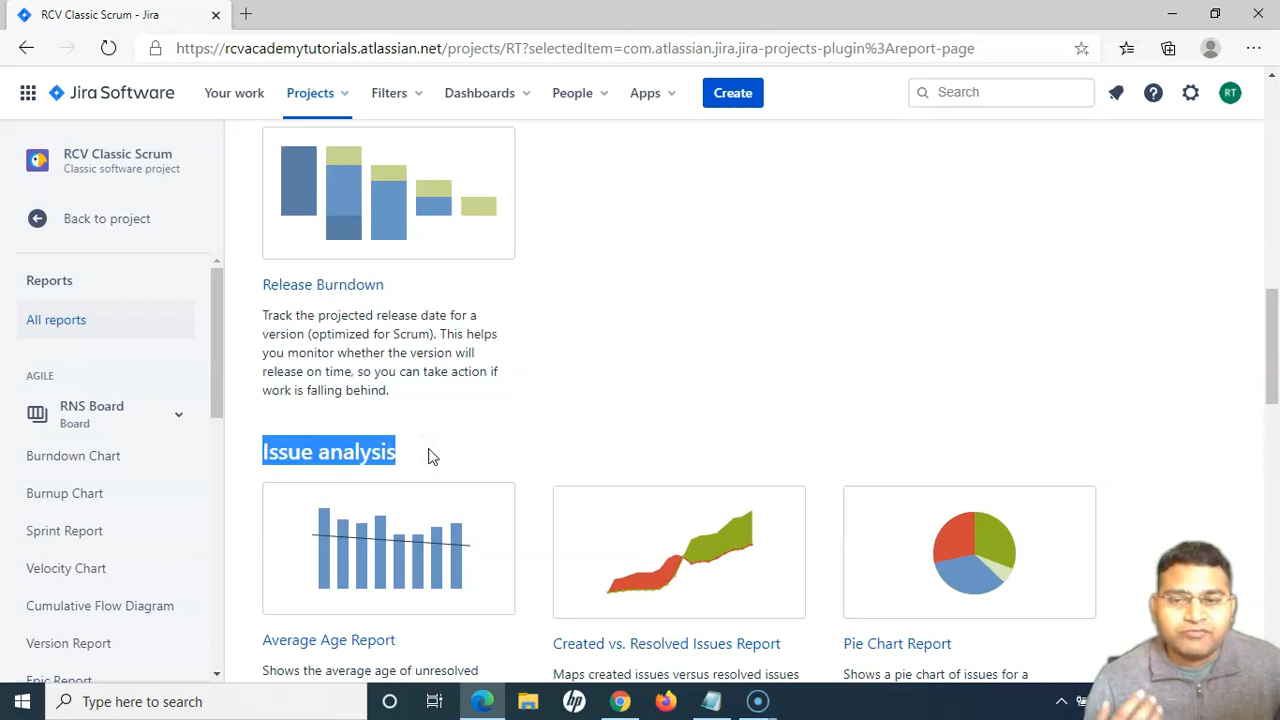 RCV Classic Scrum - Jira
https://rcvacademytutorials.atlassian.net/projects/RT?selectedItem=com.atlassian.jira.jira-projects-plugin%3Areport-page
Jira Software
Your work
Projects
Filters
Dashboards
People
Apps
Create
Search
RT
RCV Classic Scrum
Classic software project
Back to project
Reports
All reports
AGILE
RNS Board
Board
Burndown Chart
Burnup Chart
Sprint Report
Velocity Chart
Cumulative Flow Diagram
Version Report
Epic Report
Release Burndown
Track the projected release date for a
version (optimized for Scrum). This helps
you monitor whether the version will
release on time, so you can take action if
work is falling behind.
Issue analysis
Average Age Report
Shows the average age of unresolved
Created vs. Resolved Issues Report
Maps created issues versus resolved issues
Pie Chart Report
Shows a pie chart of issues for a
Type here to search
hp